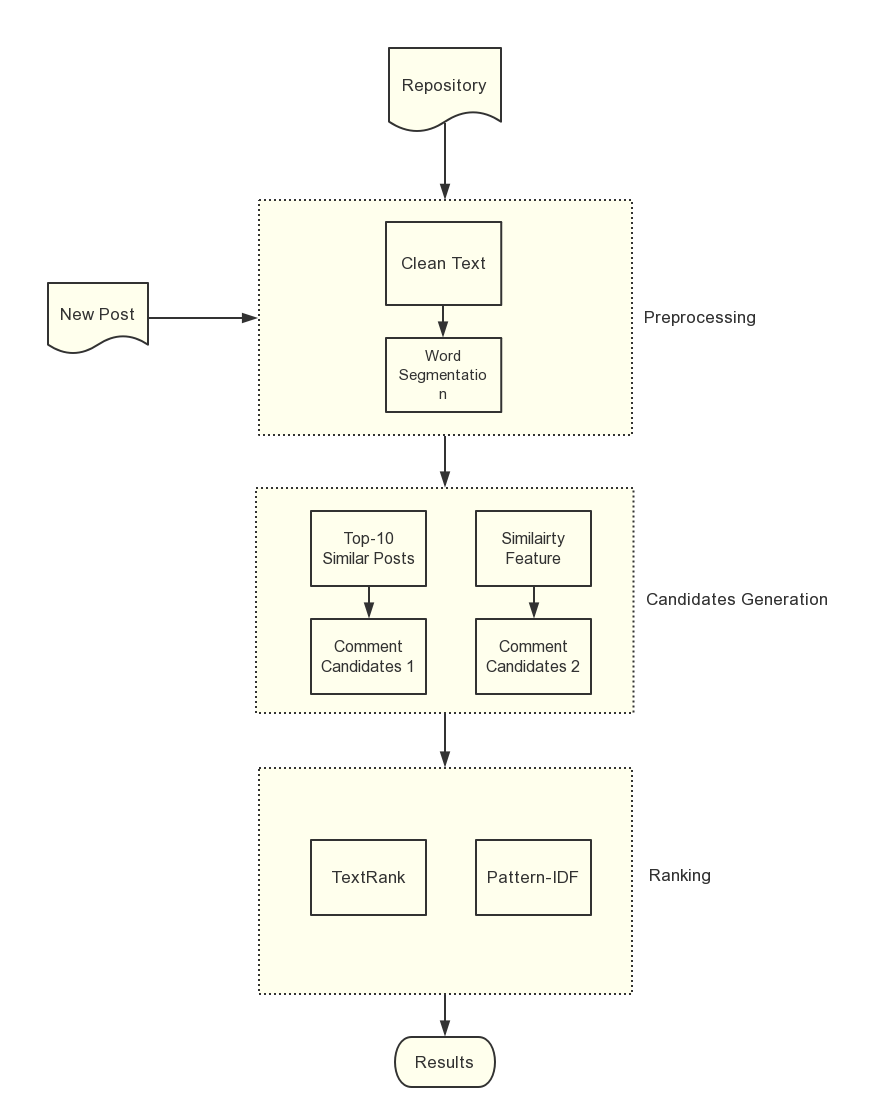 Repository
Clean Text
New Post
Preprocessing
Word
Segmentatio
n
Top-10
Similar Posts
Similairty
Feature
Candidates Generation
Comment
Candidates 1
Comment
Candidates 2
TextRank
Pattern-IDF
Ranking
Results